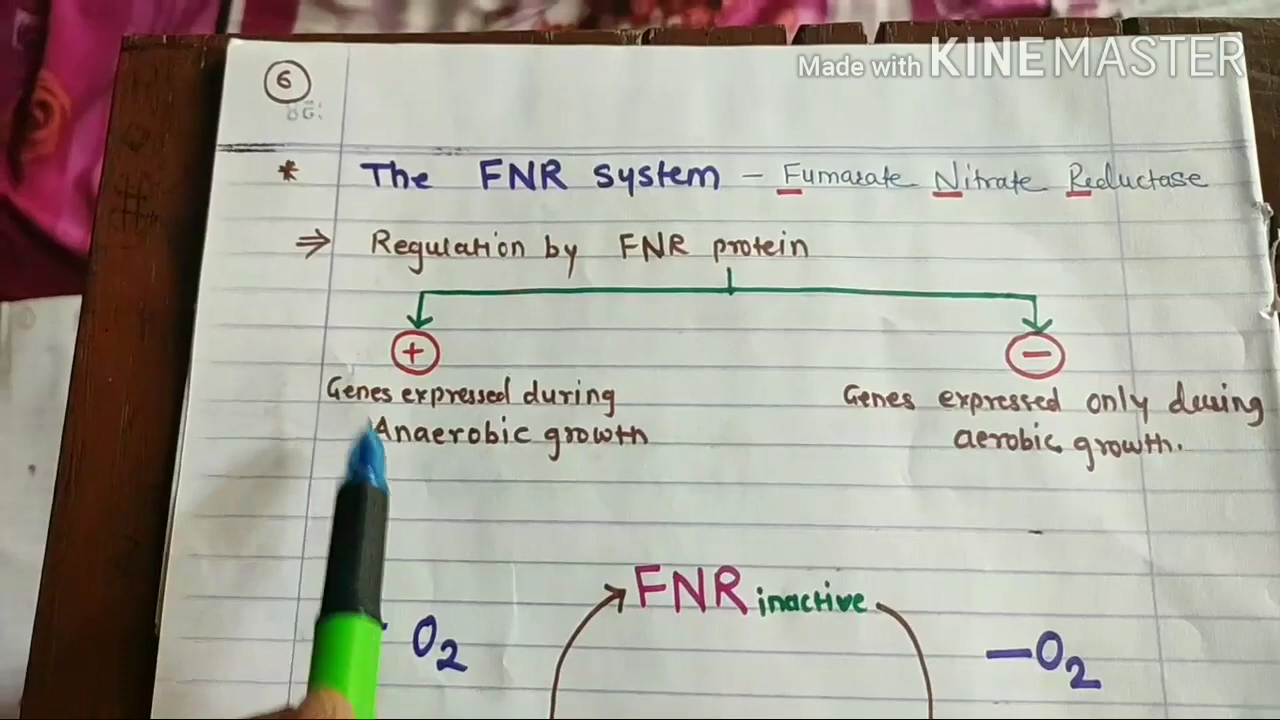 Made with KINEMASTER
6
* The FNR system - Fumarate Nitrate Reductase
⇒ Regulation by FNR protein
+
−
Genes expressed during
Anaerobic growth
Genes expressed only during
aerobic growth.
FNR inactive
O₂
−O₂